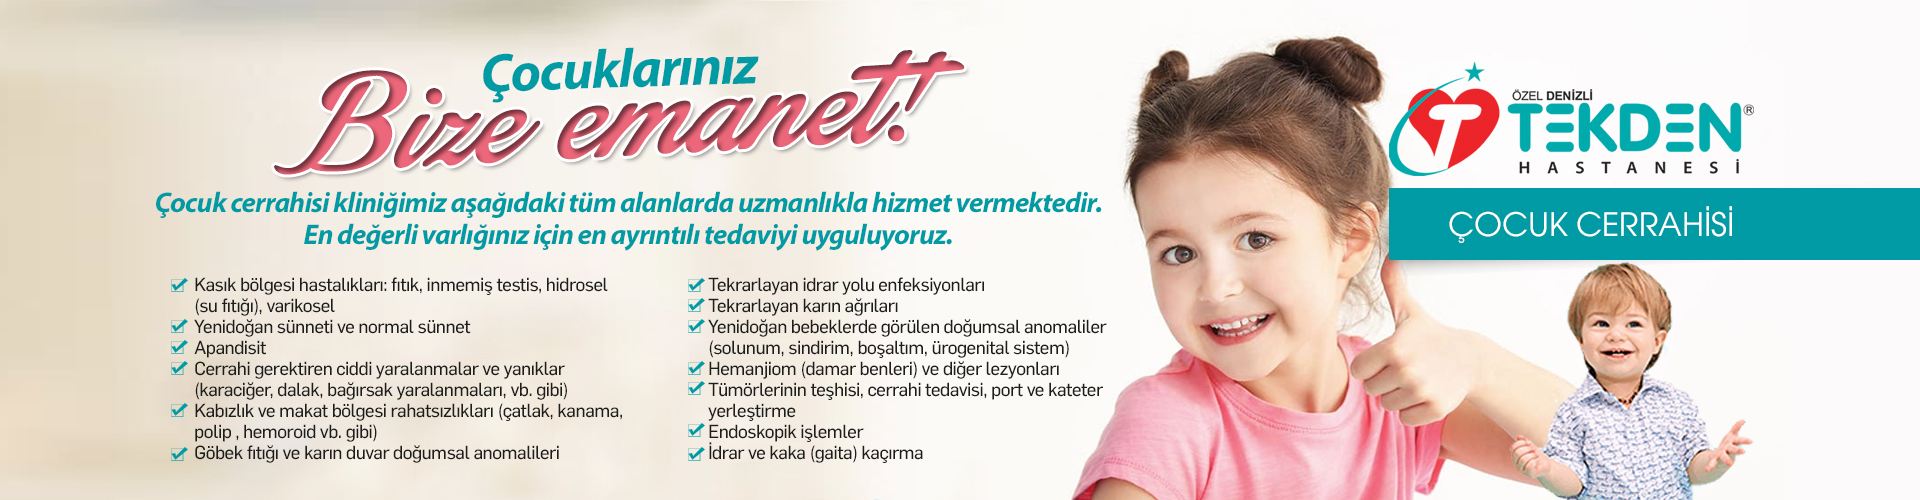 Çocuklarınız
Bize emanet!
Çocuk cerrahisi kliniğimiz aşağıdaki tüm alanlarda uzmanlıkla hizmet vermektedir.
En değerli varlığınız için en ayrıntılı tedaviyi uyguluyoruz.
Kasık bölgesi hastalıkları: fıtık, inmemiş testis, hidrosel
(su fıtığı), varikosel
Yenidoğan sünneti ve normal sünnet
Apandisit
Cerrahi gerektiren ciddi yaralanmalar ve yanıklar
(karaciğer, dalak, bağırsak yaralanmaları, vb. gibi)
Kabızlık ve makat bölgesi rahatsızlıkları (çatlak, kanama,
polip , hemoroid vb. gibi)
Göbek fıtığı ve karın duvar doğumsal anomalileri
Tekrarlayan idrar yolu enfeksiyonları
Tekrarlayan karın ağrıları
Yenidoğan bebeklerde görülen doğumsal anomaliler
(solunum, sindirim, boşaltım, ürogenital sistem)
Hemanjiom (damar benleri) ve diğer lezyonları
Tümörlerinin teşhisi, cerrahi tedavisi, port ve kateter
yerleştirme
Endoskopik işlemler
İdrar ve kaka (gaita) kaçırma
ÖZEL DENİZLİ
TEKDEN®
HASTANESİ
ÇOCUK CERRAHİSİ